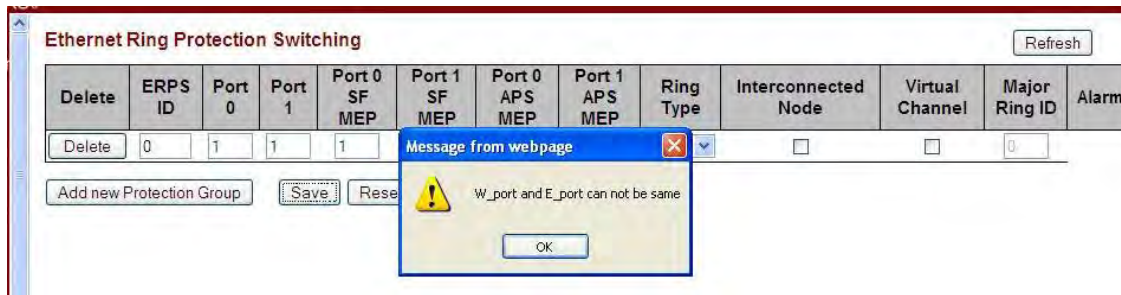 Ethernet Ring Protection Switching
Refresh
Delete ERPS ID Port 0 Port 1 Port 0 SF MEP Port 1 SF MEP Port 0 APS MEP Port 1 APS MEP Ring Type Interconnected Node Virtual Channel Major Ring ID Alarm
Delete 0 1 1 1 0
Message from webpage
W_port and E_port can not be same
OK
Add new Protection Group Save Rese